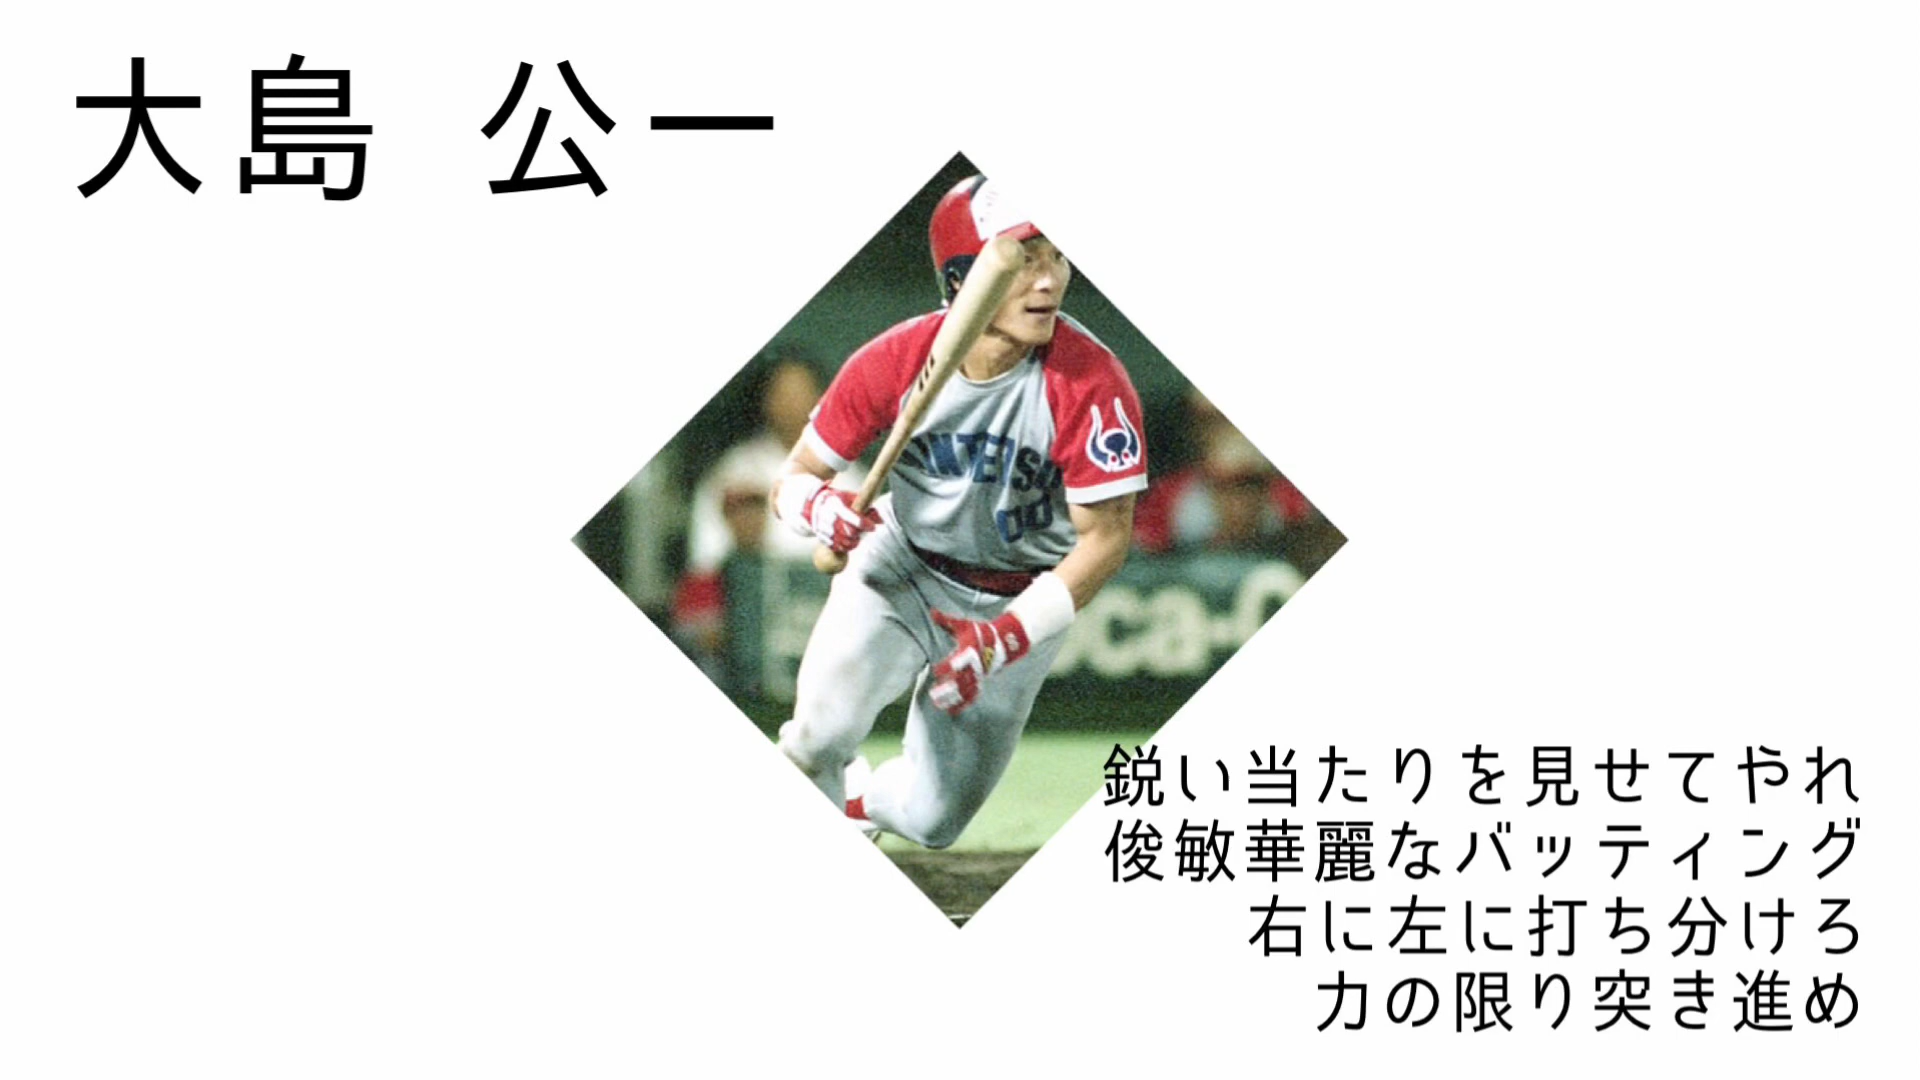 大島 公一
鋭い当たりを見せてやれ
俊敏華麗なバッティング
右に左に打ち分けろ
力の限り突き進め